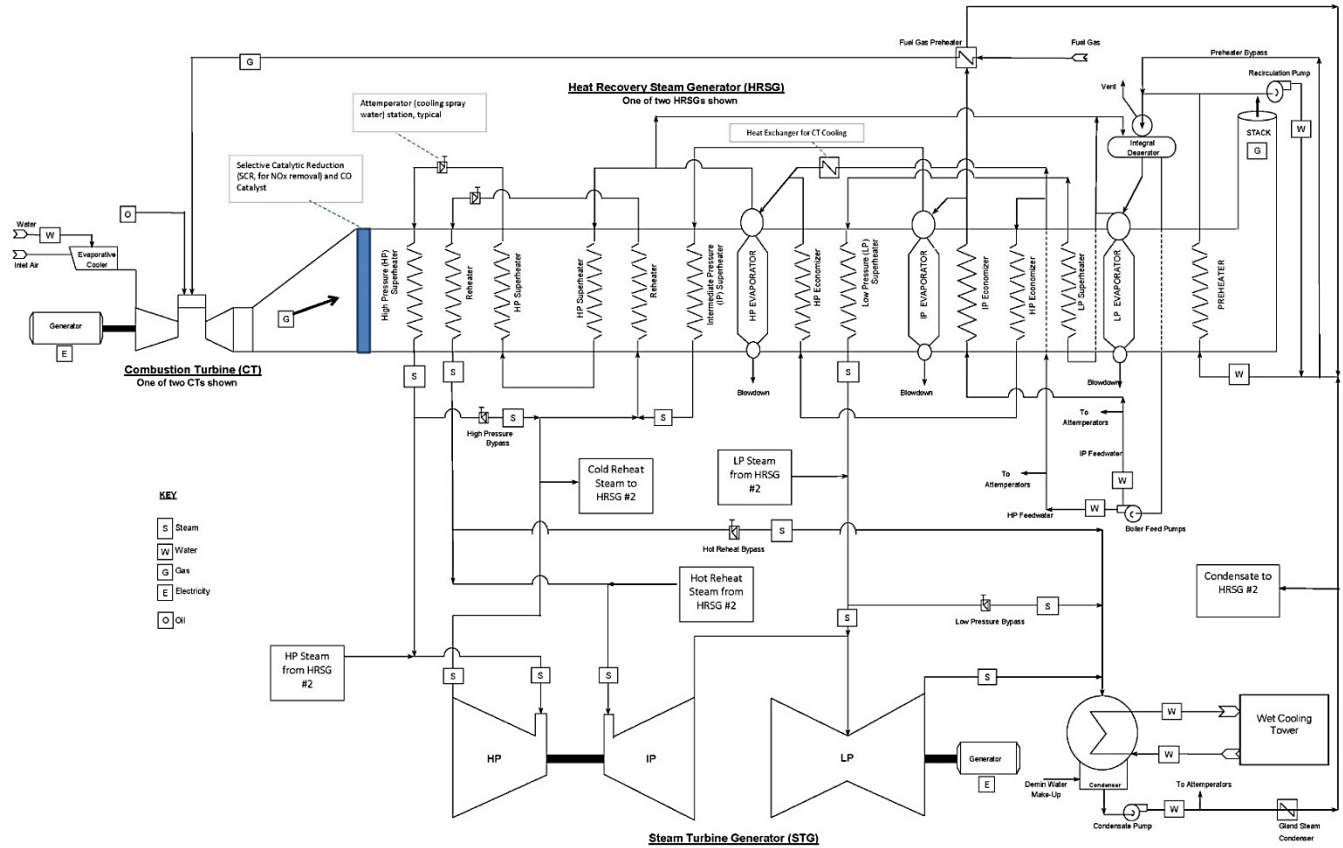 Fuel Gas Preheater
Fuel Gas
Preheater Bypass
G
Heat Recovery Steam Generator (HRSG)
One of two HRSGs shown
Recirculation Pump
Vent
W
STACK
G
Attemperator (cooling spray
water) station, typical
Heat Exchanger for CT Cooling
Integral
Deaerator
Selective Catalytic Reduction
(SCR, for NOx removal) and CO
Catalyst
O
Water
W
Inlet Air
Evaporative
Cooler
Generator
E
G
Combustion Turbine (CT)
One of two CTs shown
High Pressure (HP)
Superheater
Reheater
HP Superheater
HP Superheater
Reheater
Intermediate Pressure
(IP) Superheater
HP EVAPORATOR
HP Economizer
Low Pressure (LP)
Superheater
IP EVAPORATOR
IP Economizer
HP Economizer
LP Superheater
LP EVAPORATOR
PREHEATER
S
S
Blowdown
S
Blowdown
Blowdown
W
High Pressure
Bypass
S
S
To
Attemperators
IP Feedwater
W
To
Attemperators
HP Feedwater
W
Boiler Feed Pumps
Cold Reheat
Steam to
HRSG #2
LP Steam
from HRSG
#2
KEY
S Steam
W Water
G Gas
E Electricity
O Oil
Hot Reheat Bypass
S
Hot Reheat
Steam from
HRSG #2
Condensate to
HRSG #2
S
Low Pressure Bypass
S
HP Steam
from HRSG
#2
S
S
S
S
HP
IP
LP
Generator
E
W
W
Wet Cooling
Tower
Condenser
Demin Water
Make-Up
To Attemperators
Condensate Pump
W
Gland Steam
Condenser
Steam Turbine Generator (STG)